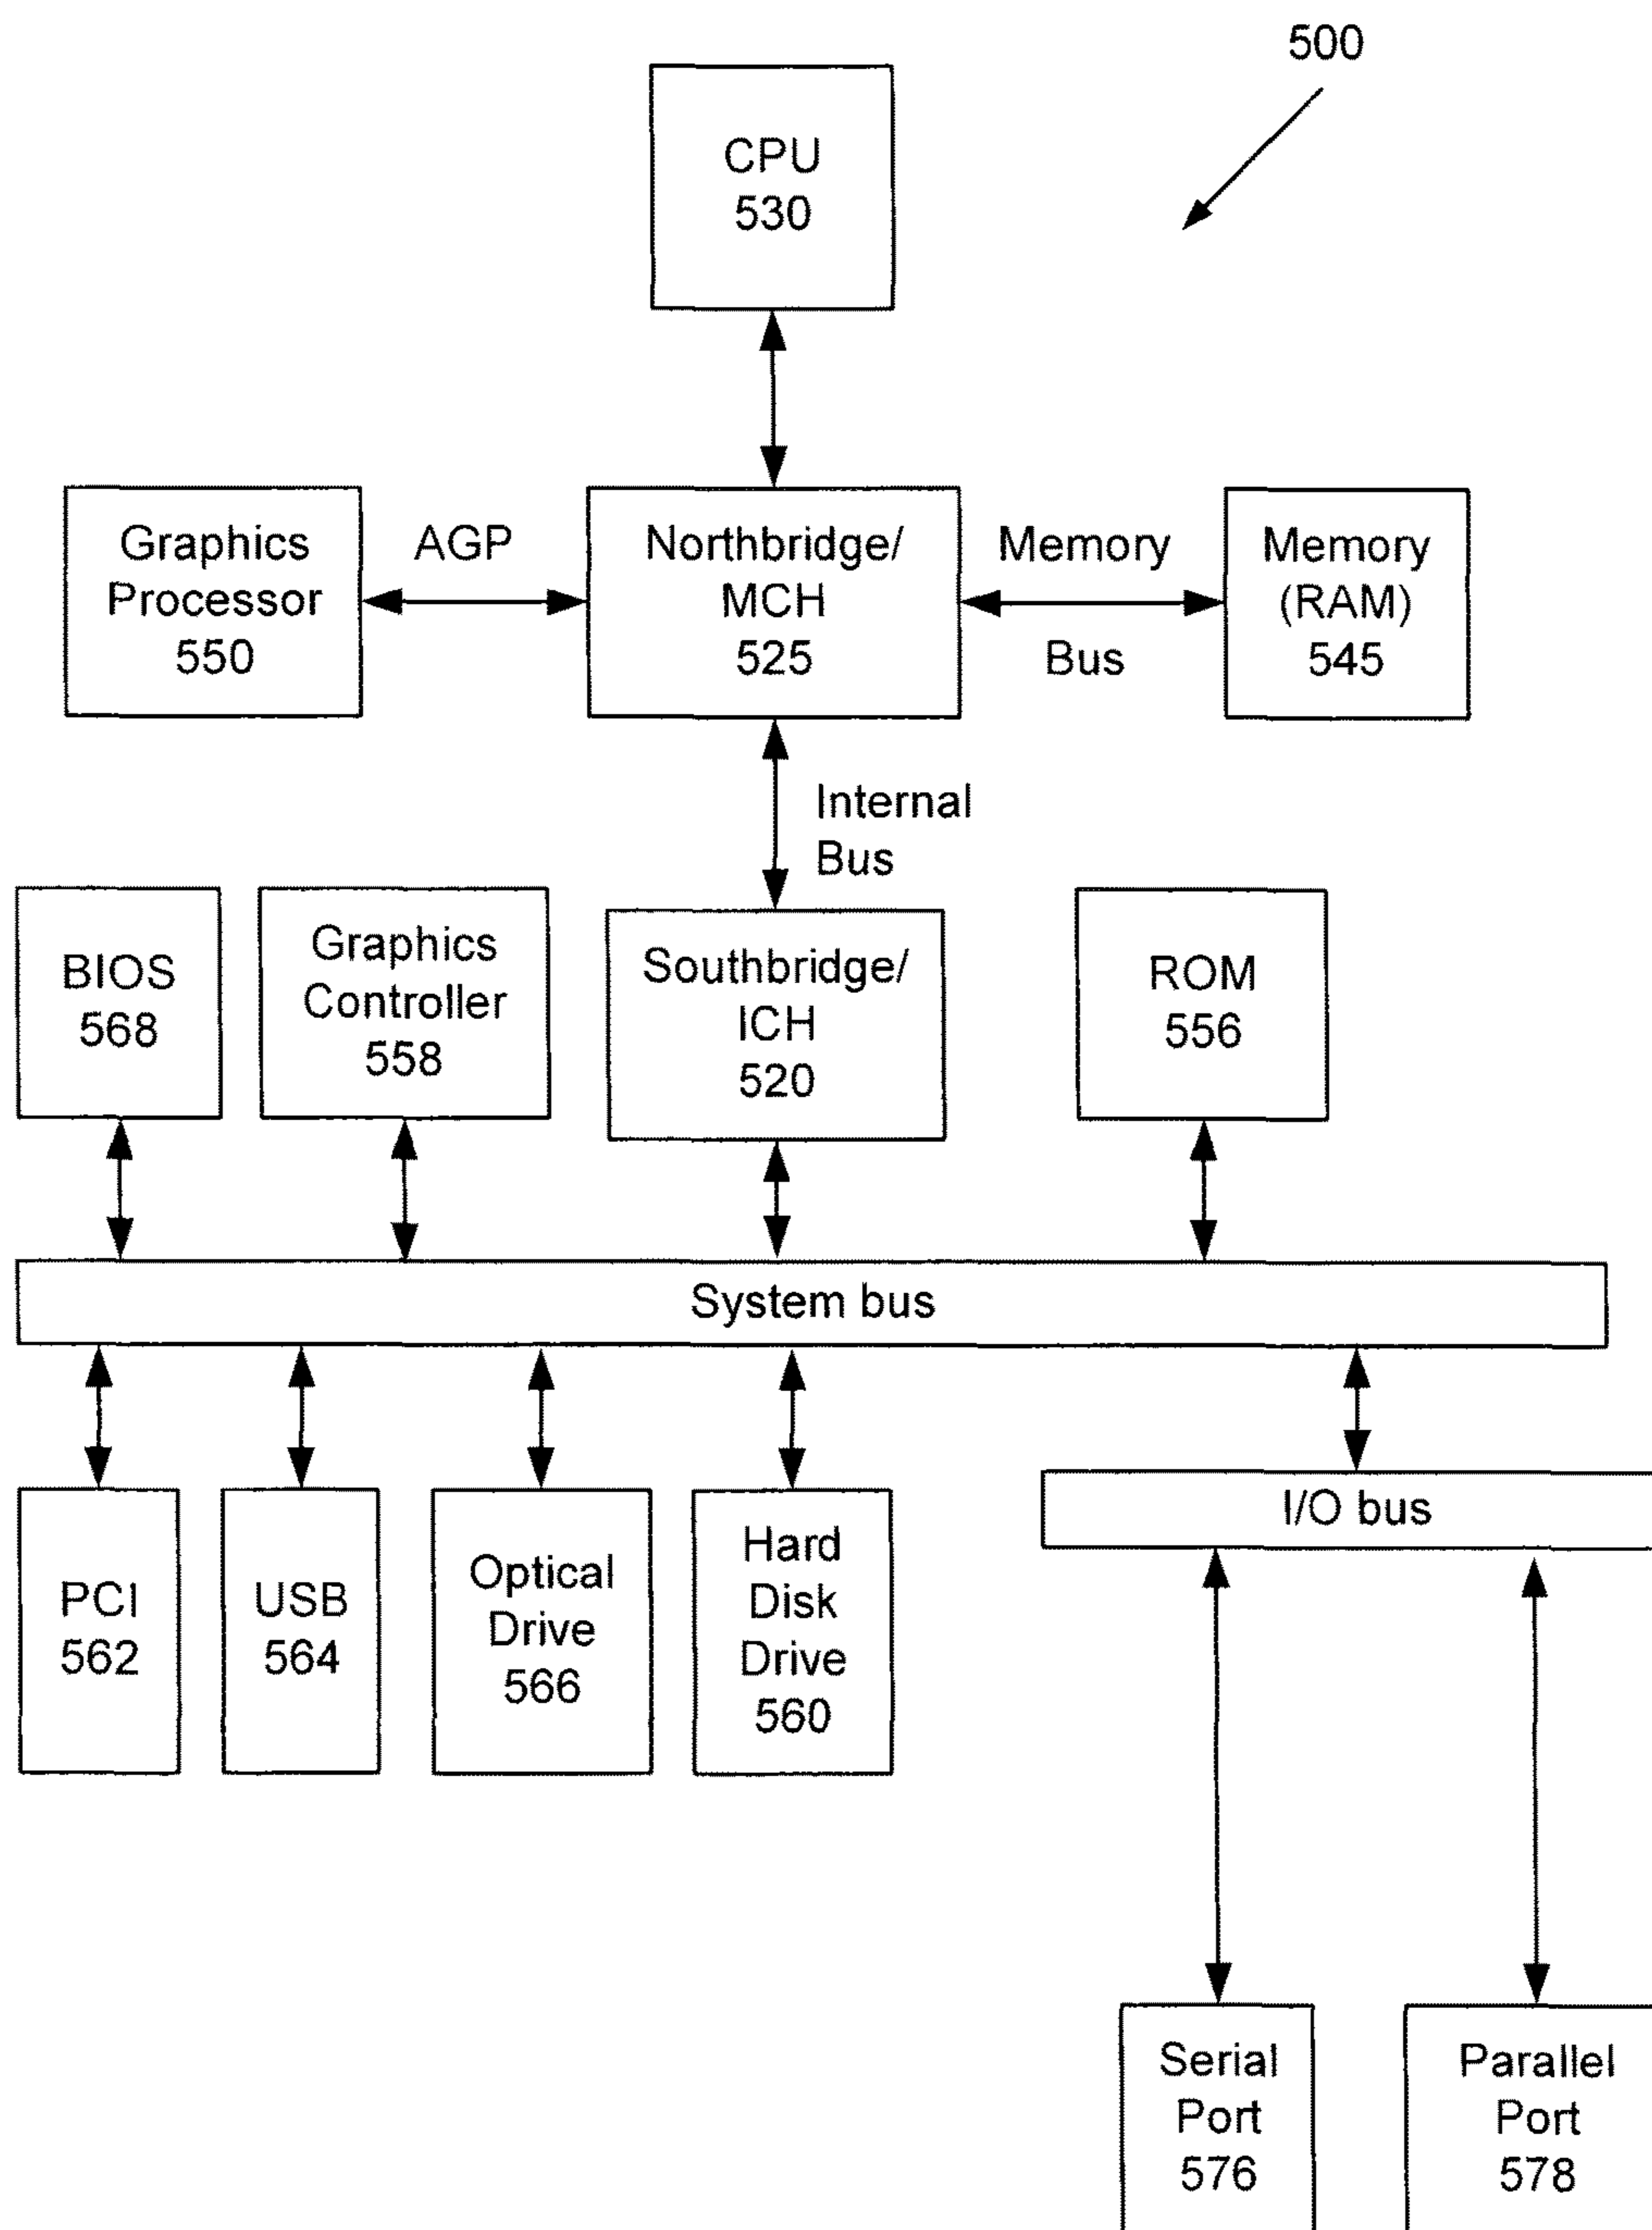 500
CPU
530
Graphics
Processor
550
AGP
Northbridge/
MCH
525
Memory
Bus
Memory
(RAM)
545
Internal
Bus
BIOS
568
Graphics
Controller
558
Southbridge/
ICH
520
ROM
556
System bus
PCI
562
USB
564
Optical
Drive
566
Hard
Disk
Drive
560
I/O bus
Serial
Port
576
Parallel
Port
578